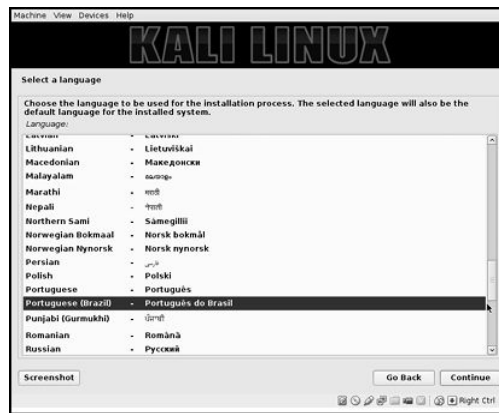 Machine View Devices Help
KALI LINUX
Select a language
Choose the language to be used for the installation process. The selected language will also be the
default language for the installed system.
Language:
Latvian - Latviski
Lithuanian - Lietuviškai
Macedonian - Македонски
Malayalam - മലയാളം
Marathi - मराठी
Nepali - नेपाली
Northern Sami - Sámegillii
Norwegian Bokmaal - Norsk bokmål
Norwegian Nynorsk - Norsk nynorsk
Persian - فارسی
Polish - Polski
Portuguese - Português
Portuguese (Brazil) - Português do Brasil
Punjabi (Gurmukhi) - ਪੰਜਾਬੀ
Romanian - Română
Russian - Русский
Screenshot Go Back Continue
Right Ctrl